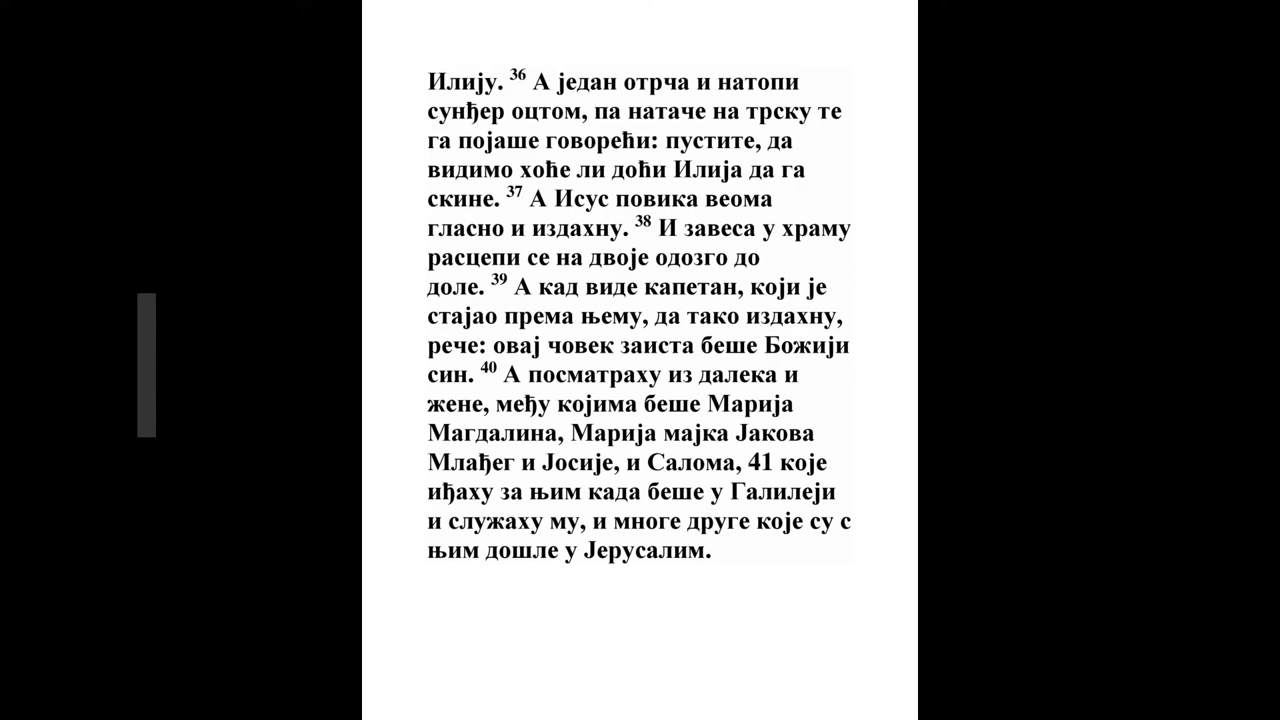 Илију. 36 А један отрча и натопи
сунђер оцтом, па натаче на трску те
га појаше говорећи: пустите, да
видимо хоће ли доћи Илија да га
скине. 37 А Исус повика веома
гласно и издахну. 38 И завеса у храму
расцепи се на двоје одозго до
доле. 39 А кад виде капетан, који је
стајао према њему, да тако издахну,
рече: овај човек заиста беше Божији
син. 40 А посматраху из далека и
жене, међу којима беше Марија
Магдалина, Марија мајка Јакова
Млађег и Јосије, и Салома, 41 које
иђаху за њим када беше у Галилеји
и служаху му, и многе друге које су с
њим дошле у Јерусалим.